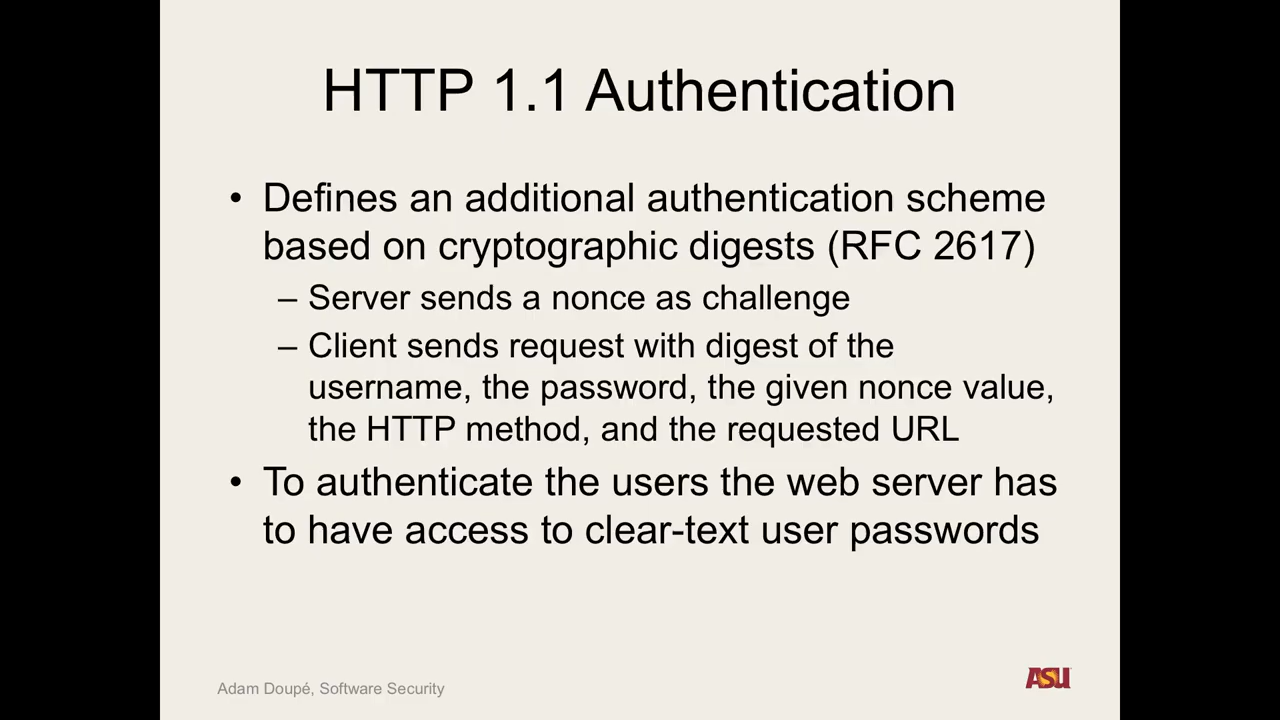 HTTP 1.1 Authentication
• Defines an additional authentication scheme
based on cryptographic digests (RFC 2617)
– Server sends a nonce as challenge
– Client sends request with digest of the
username, the password, the given nonce value,
the HTTP method, and the requested URL
• To authenticate the users the web server has
to have access to clear-text user passwords
Adam Doupé, Software Security
ASU